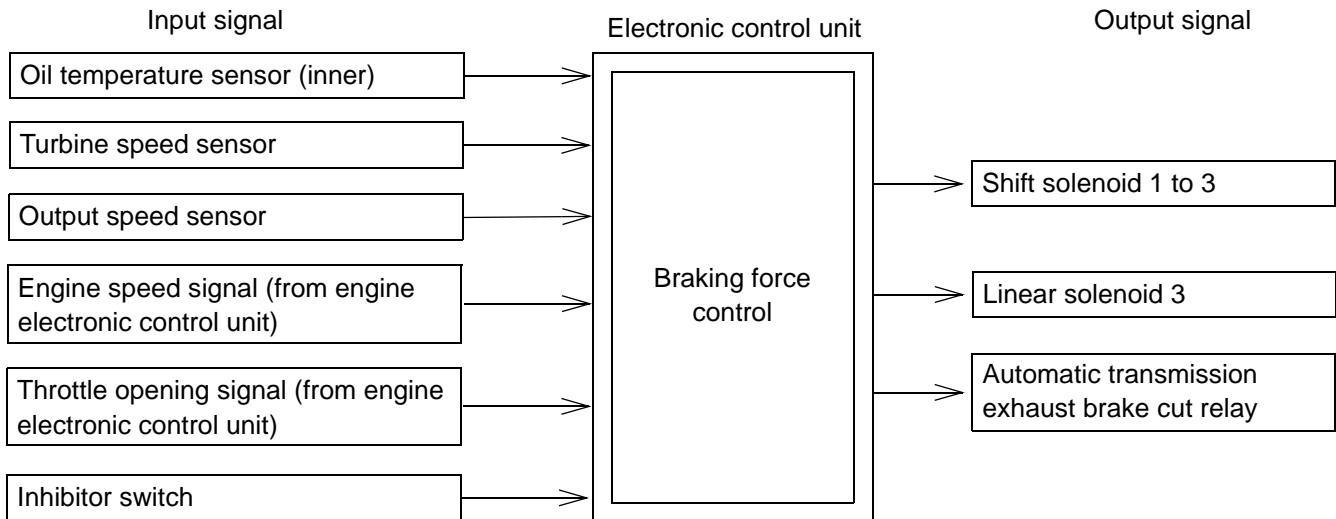 Input signal
Electronic control unit
Output signal
Oil temperature sensor (inner)
Turbine speed sensor
Output speed sensor
Engine speed signal (from engine
electronic control unit)
Throttle opening signal (from engine
electronic control unit)
Inhibitor switch
Braking force
control
Shift solenoid 1 to 3
Linear solenoid 3
Automatic transmission
exhaust brake cut relay